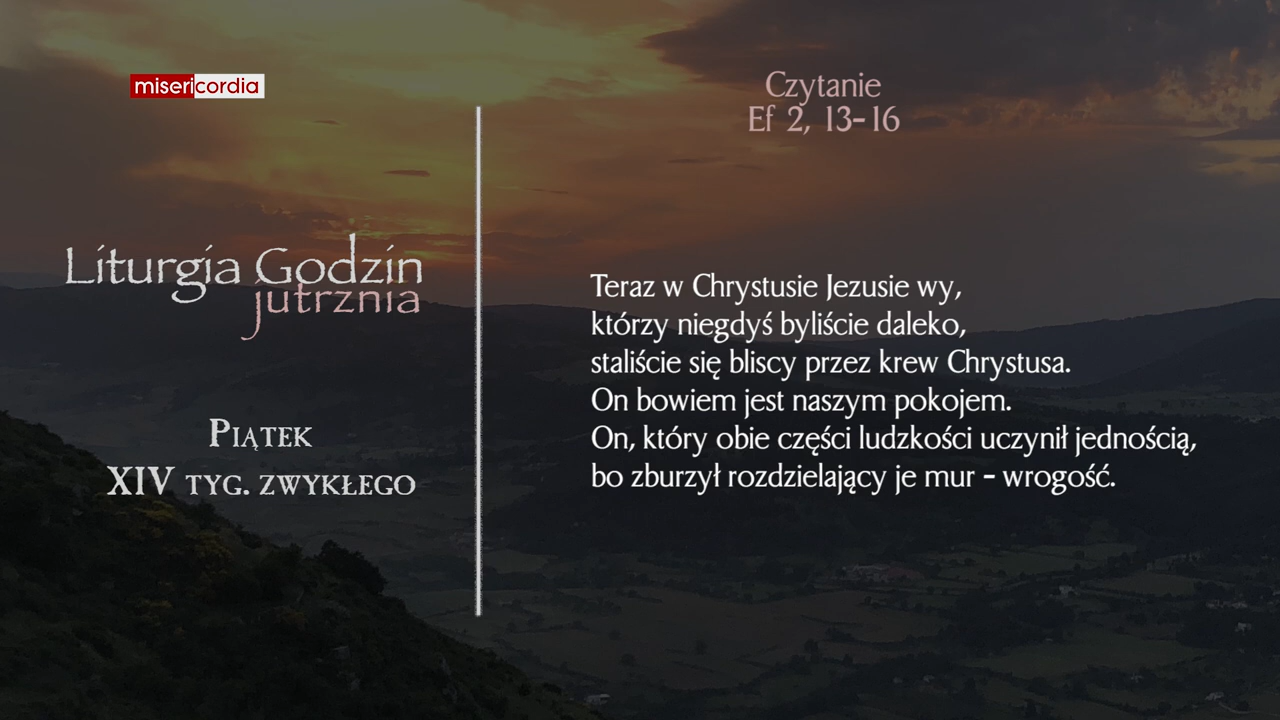 misericordia
Liturgia Godzin
jutrznia
Piątek
XIV tyg. zwykłego
Czytanie
Ef 2, 13-16
Teraz w Chrystusie Jezusie wy,
którzy niegdyś byliście daleko,
staliście się bliscy przez krew Chrystusa.
On bowiem jest naszym pokojem.
On, który obie części ludzkości uczynił jednością,
bo zburzył rozdzielający je mur - wrogość.